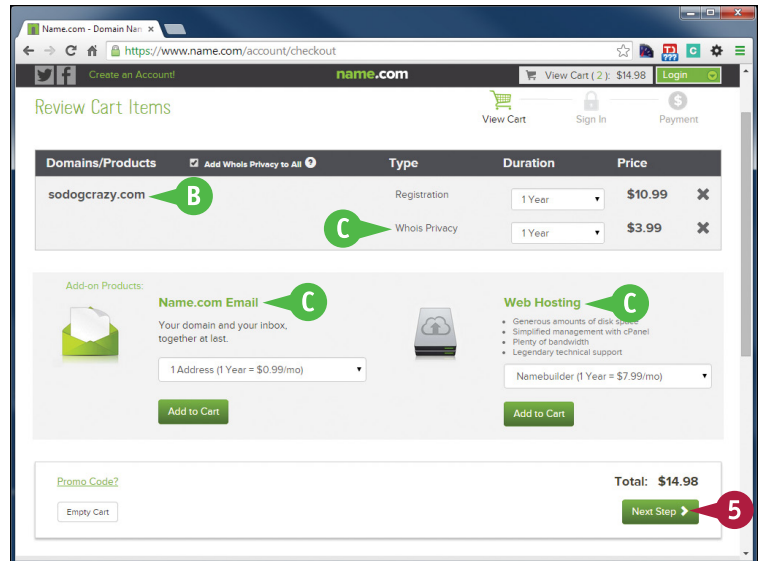 Name.com - Domain Nan
https://www.name.com/account/checkout
Create an Account!
name.com
View Cart ( 2 ): $14.98
Login
Review Cart Items
View Cart
Sign In
Payment
Domains/Products
Add Whois Privacy to All ?
Type
Duration
Price
sodogcrazy.com
B
Registration
1 Year
$10.99
C
Whois Privacy
1 Year
$3.99
Add-on Products:
Name.com Email
C
Your domain and your inbox,
together at last.
1 Address (1 Year = $0.99/mo)
Add to Cart
Web Hosting
C
Generous amounts of disk space
Simplified management with cPanel
Plenty of bandwidth
Legendary technical support
Namebuilder (1 Year = $7.99/mo)
Add to Cart
Promo Code?
Empty Cart
Total: $14.98
Next Step
5